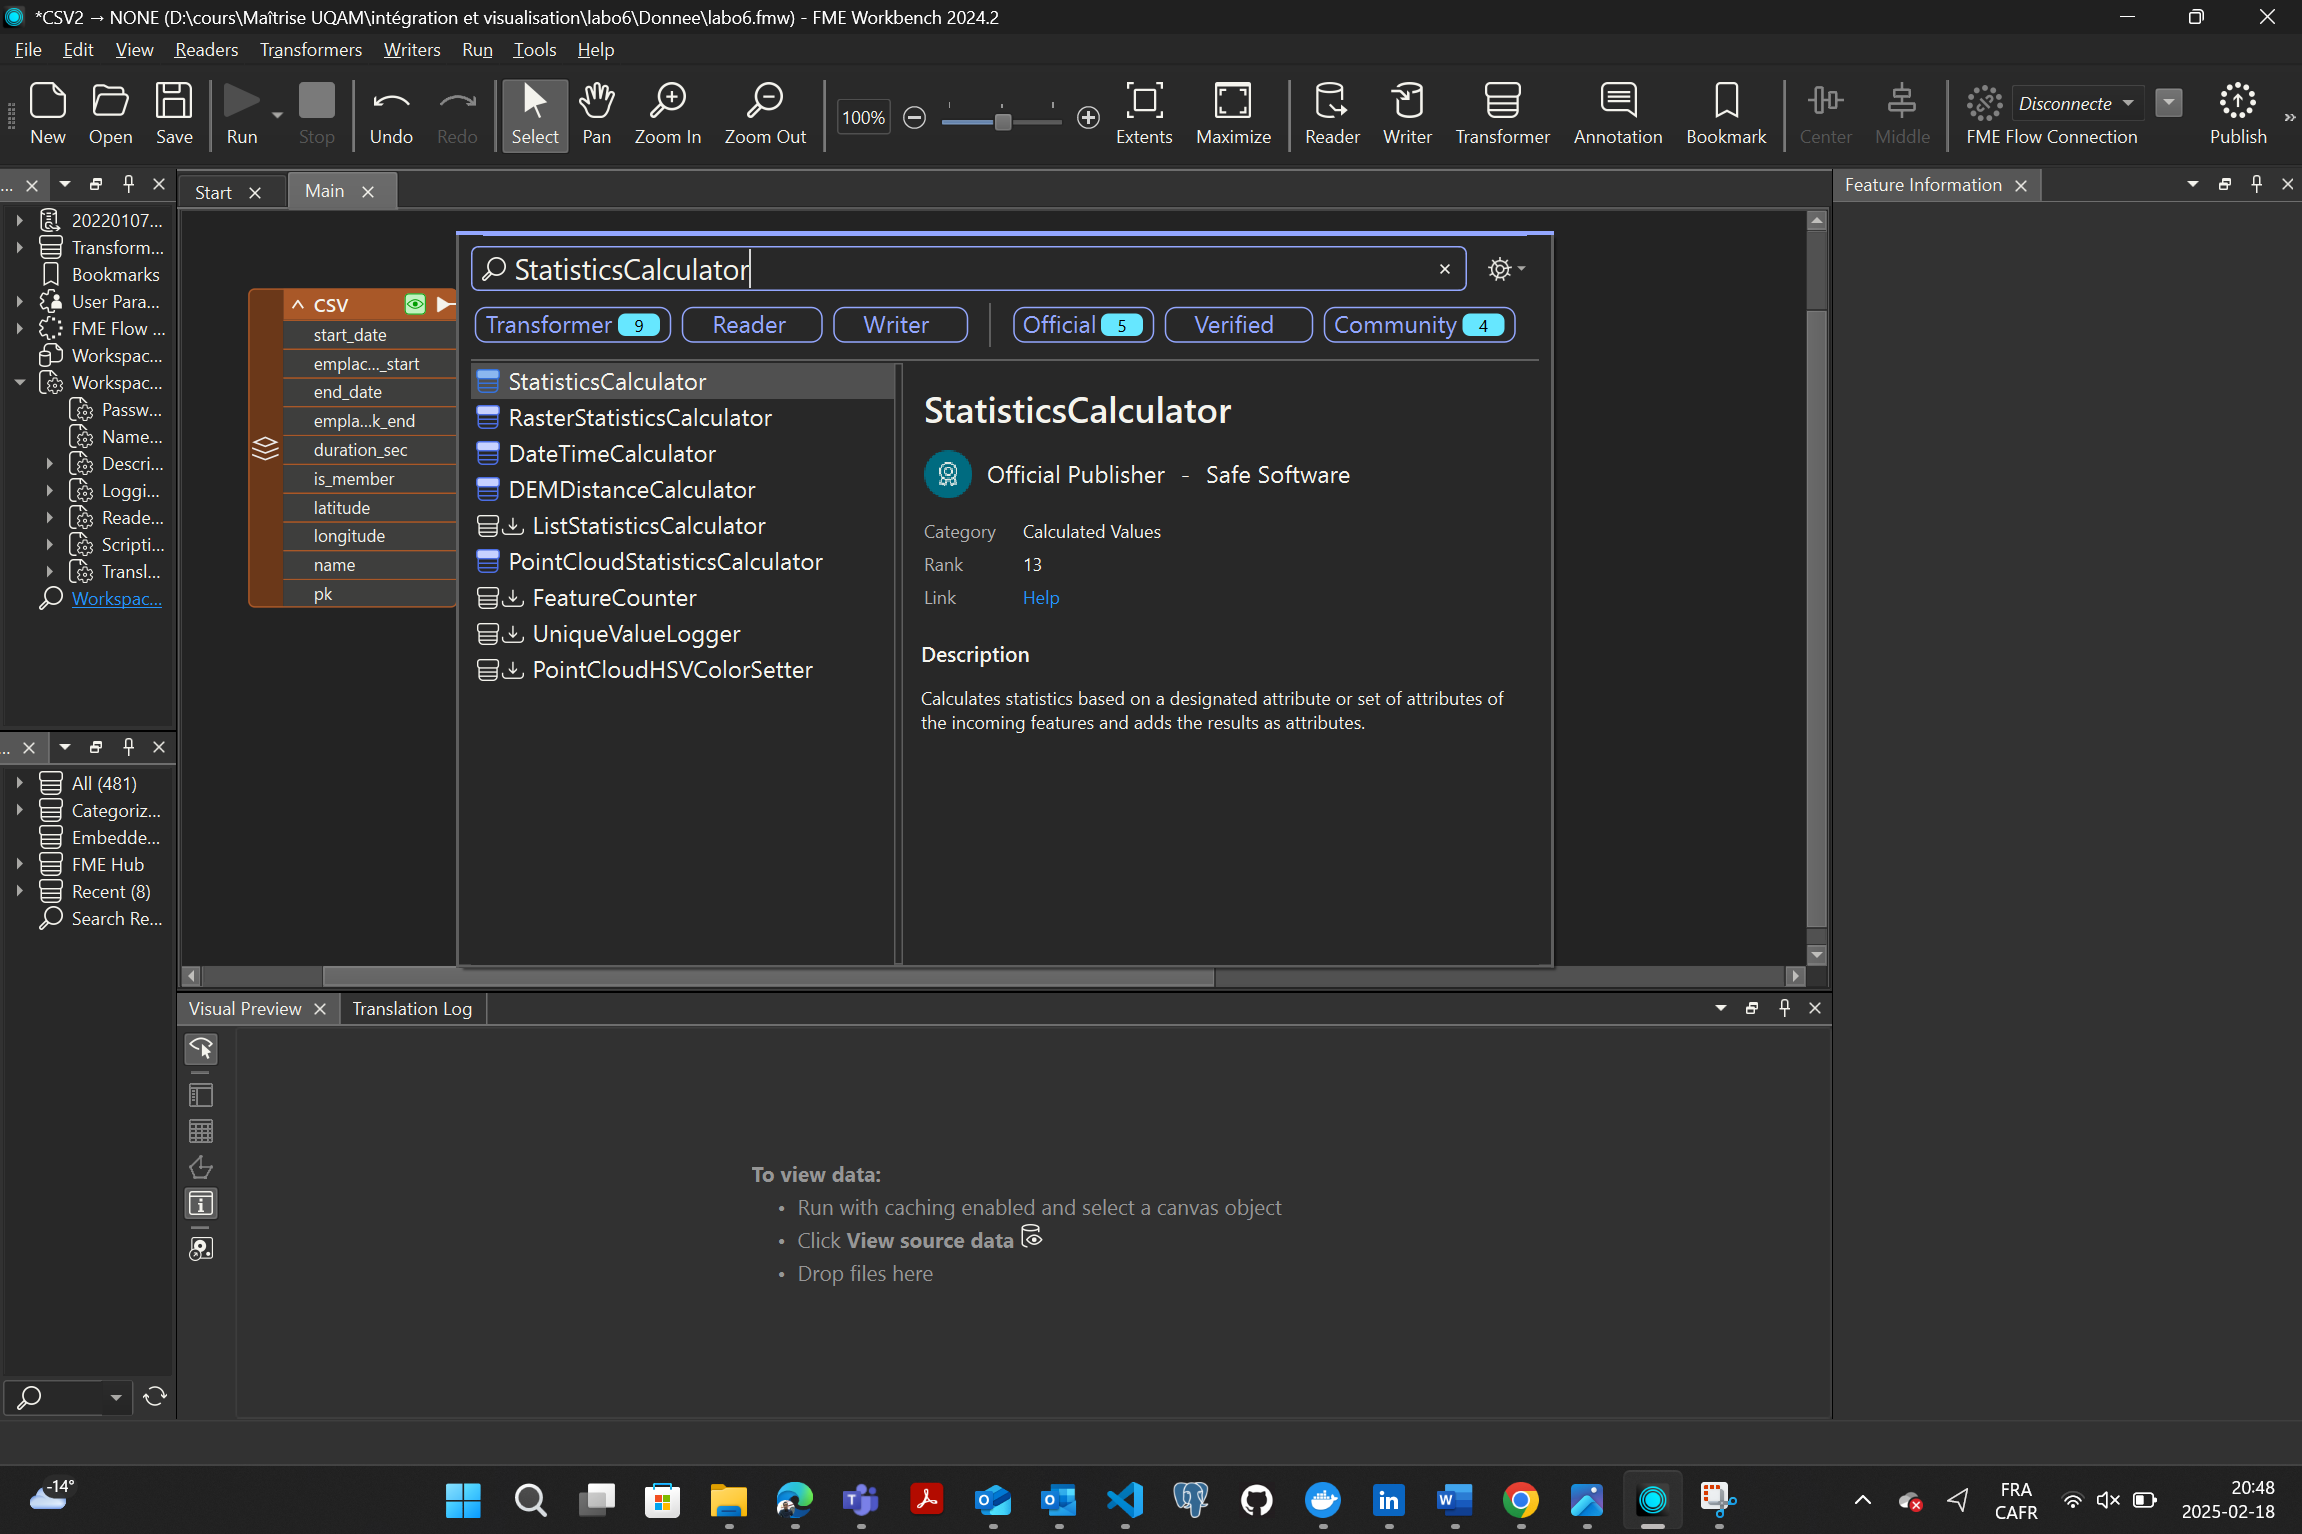 *CSV2 → NONE (D:\cours\Maîtrise UQAM\intégration et visualisation\labo6\Donnee\labo6.fmw) - FME Workbench 2024.2
File Edit View Readers Transformers Writers Run Tools Help
New Open Save Run Stop Undo Redo Select Pan Zoom In Zoom Out 100% Extents Maximize Reader Writer Transformer Annotation Bookmark Center Middle Disconnecte FME Flow Connection Publish »
...
Start Main
Feature Information
20220107...
Transform...
Bookmarks
User Para...
FME Flow ...
Workspac...
Workspac...
Passw...
Name...
Descri...
Loggi...
Reade...
Scripti...
Transl...
Workspac...
...
All (481)
Categoriz...
Embedde...
FME Hub
Recent (8)
Search Re...
CSV
start_date
emplac..._start
end_date
empla...k_end
duration_sec
is_member
latitude
longitude
name
pk
StatisticsCalculator
Transformer 9 Reader Writer Official 5 Verified Community 4
StatisticsCalculator
RasterStatisticsCalculator
DateTimeCalculator
DEMDistanceCalculator
ListStatisticsCalculator
PointCloudStatisticsCalculator
FeatureCounter
UniqueValueLogger
PointCloudHSVColorSetter
StatisticsCalculator
Official Publisher - Safe Software
Category Calculated Values
Rank 13
Link Help
Description
Calculates statistics based on a designated attribute or set of attributes of
the incoming features and adds the results as attributes.
Visual Preview Translation Log
To view data:
• Run with caching enabled and select a canvas object
• Click View source data
• Drop files here
-14°
FRA
CAFR
20:48
2025-02-18